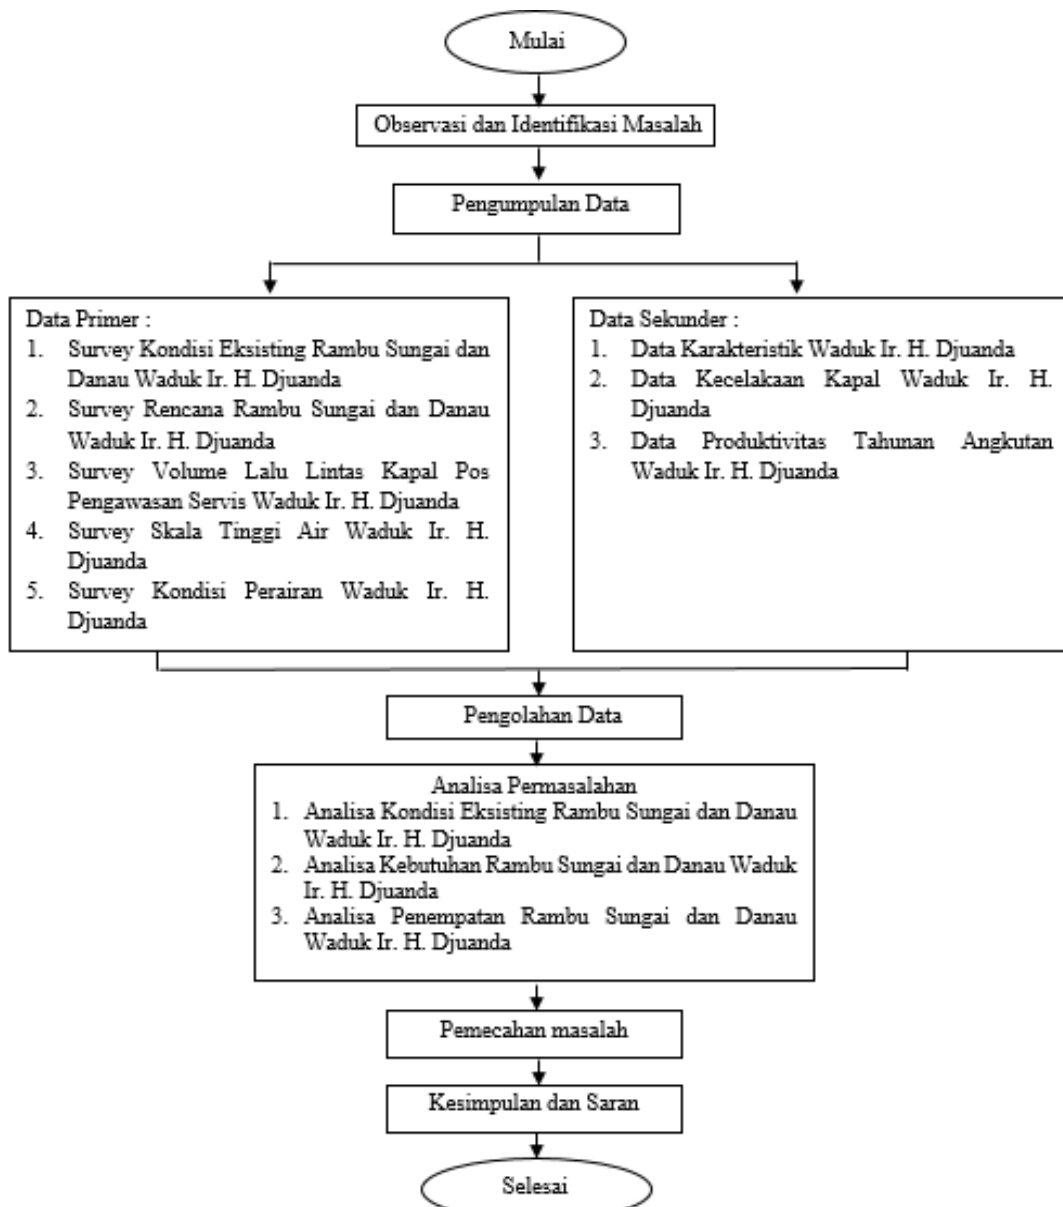 Mulai
Observasi dan Identifikasi Masalah
Pengumpulan Data
Data Primer :
1. Survey Kondisi Eksisting Rambu Sungai dan
Danau Waduk Ir. H. Djuanda
2. Survey Rencana Rambu Sungai dan Danau
Waduk Ir. H. Djuanda
3. Survey Volume Lalu Lintas Kapal Pos
Pengawasan Servis Waduk Ir. H. Djuanda
4. Survey Skala Tinggi Air Waduk Ir. H.
Djuanda
5. Survey Kondisi Perairan Waduk Ir. H.
Djuanda
Data Sekunder :
1. Data Karakteristik Waduk Ir. H. Djuanda
2. Data Kecelakaan Kapal Waduk Ir. H.
Djuanda
3. Data Produktivitas Tahunan Angkutan
Waduk Ir. H. Djuanda
Pengolahan Data
Analisa Permasalahan
1. Analisa Kondisi Eksisting Rambu Sungai dan Danau
Waduk Ir. H. Djuanda
2. Analisa Kebutuhan Rambu Sungai dan Danau Waduk
Ir. H. Djuanda
3. Analisa Penempatan Rambu Sungai dan Danau
Waduk Ir. H. Djuanda
Pemecahan masalah
Kesimpulan dan Saran
Selesai